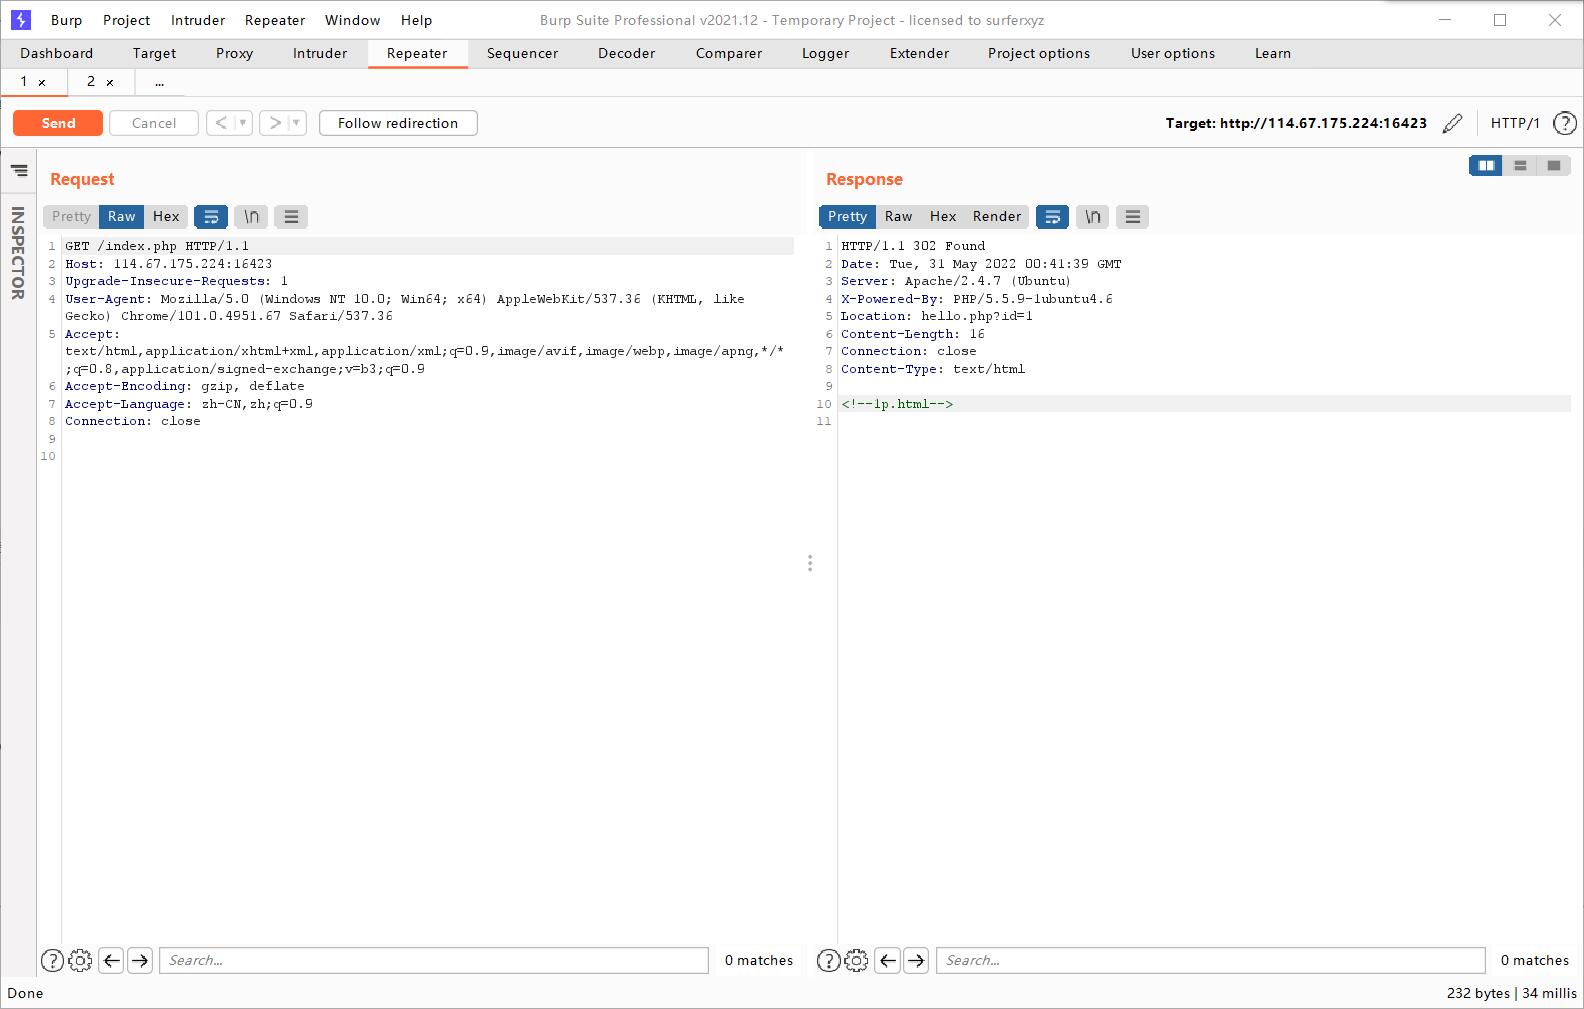 Burp Project Intruder Repeater Window Help Burp Suite Professional v2021.12 - Temporary Project - licensed to surferxyz
Dashboard Target Proxy Intruder Repeater Sequencer Decoder Comparer Logger Extender Project options User options Learn
1 × 2 × ...
Send Cancel < > Follow redirection Target: http://114.67.175.224:16423 HTTP/1 ?
INSPECTOR
Request
Pretty Raw Hex \n
1 GET /index.php HTTP/1.1
2 Host: 114.67.175.224:16423
3 Upgrade-Insecure-Requests: 1
4 User-Agent: Mozilla/5.0 (Windows NT 10.0; Win64; x64) AppleWebKit/537.36 (KHTML, like
Gecko) Chrome/101.0.4951.67 Safari/537.36
5 Accept:
text/html,application/xhtml+xml,application/xml;q=0.9,image/avif,image/webp,image/apng,*/*
;q=0.8,application/signed-exchange;v=b3;q=0.9
6 Accept-Encoding: gzip, deflate
7 Accept-Language: zh-CN,zh;q=0.9
8 Connection: close
9
10
? Search... 0 matches
Response
Pretty Raw Hex Render \n
1 HTTP/1.1 302 Found
2 Date: Tue, 31 May 2022 00:41:39 GMT
3 Server: Apache/2.4.7 (Ubuntu)
4 X-Powered-By: PHP/5.5.9-1ubuntu4.6
5 Location: hello.php?id=1
6 Content-Length: 16
7 Connection: close
8 Content-Type: text/html
9
10 <!--1p.html-->
11
? Search... 0 matches
Done 232 bytes | 34 millis